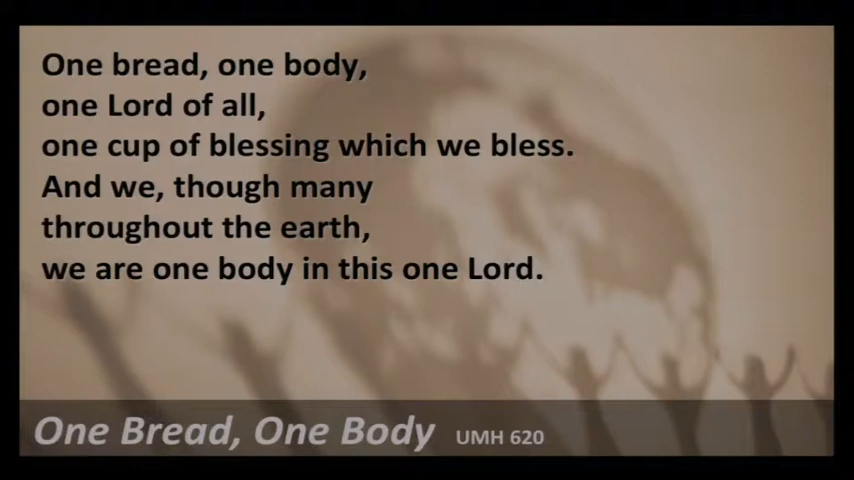 One bread, one body,
one Lord of all,
one cup of blessing which we bless.
And we, though many
throughout the earth,
we are one body in this one Lord.
One Bread, One Body UMH 620